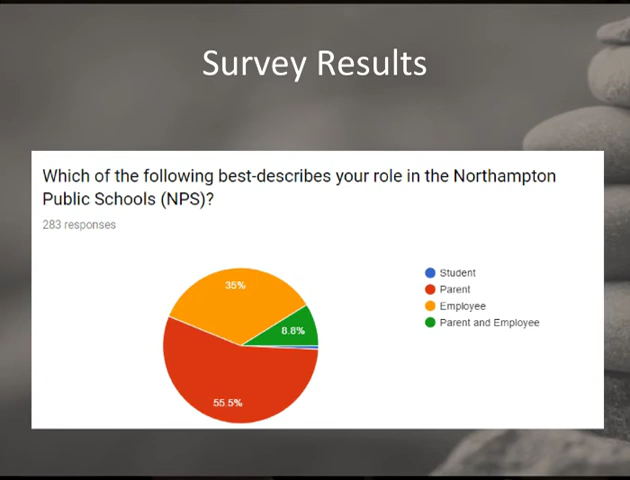 Survey Results
Which of the following best-describes your role in the Northampton
Public Schools (NPS)?
283 responses
35%
8.8%
55.5%
Student
Parent
Employee
Parent and Employee